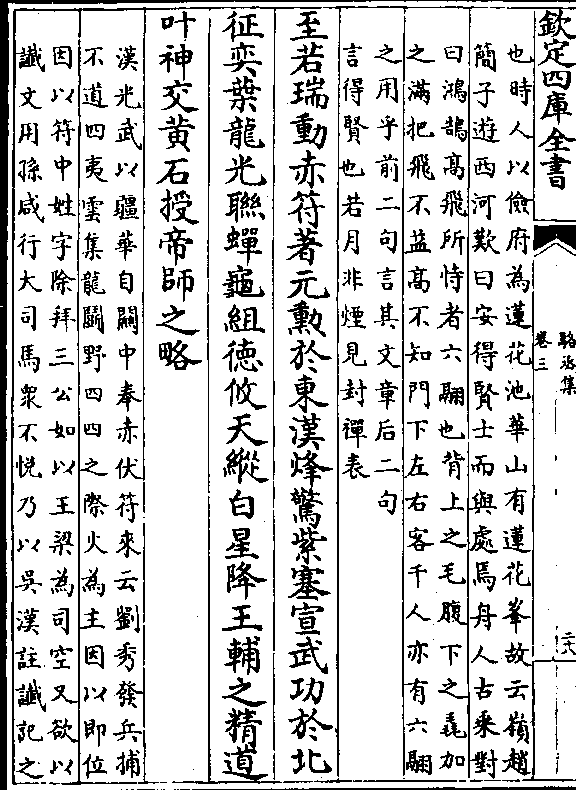 欽定四庫全書
駱丞集
卷三
二六
也時人以儉府為蓮花池華山有蓮花峯故云嶺趙
簡子遊西河歎曰安得賢士而與處焉舟人古乘對
曰鴻鵠高飛所恃者六翮也背上之毛腹下之毳加
之滿把飛不益高不知門下左右客千人亦有六翮
之用乎前二句言其文章后二句
言得賢也若月非煙見封禪表
至若瑞動赤符著元勲於東漢烽驚紫塞宣武功於北
征奕葉龍光聯蟬龜組德攸天縱白星降王輔之精道
叶神交黄石授帝師之略
漢光武以疆華自關中奉赤伏符來云劉秀發兵捕
不道四夷雲集龍鬭野四四之際火為主因以即位
因以符中姓字除拜三公如以王梁為司空又欲以
讖文用孫咸行大司馬衆不悅乃以吳漢註讖記之